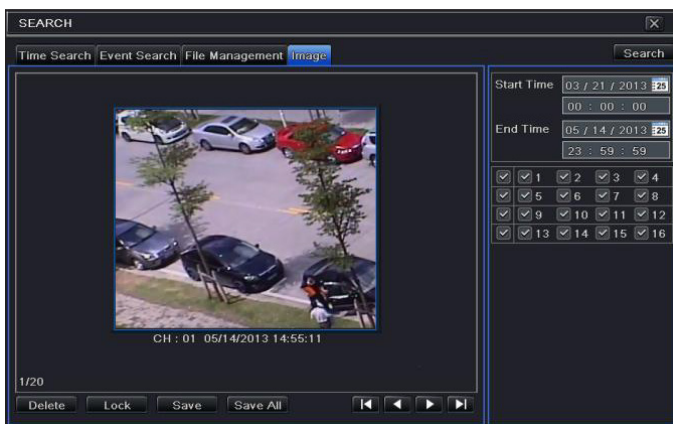 SEARCH
Time Search Event Search File Management Image
Search
Start Time 03 / 21 / 2013 25
00 : 00 : 00
End Time 05 / 14 / 2013 25
23 : 59 : 59
1 2 3 4
5 6 7 8
9 10 11 12
13 14 15 16
CH : 01 05/14/2013 14:55:11
1/20
Delete Lock Save Save All